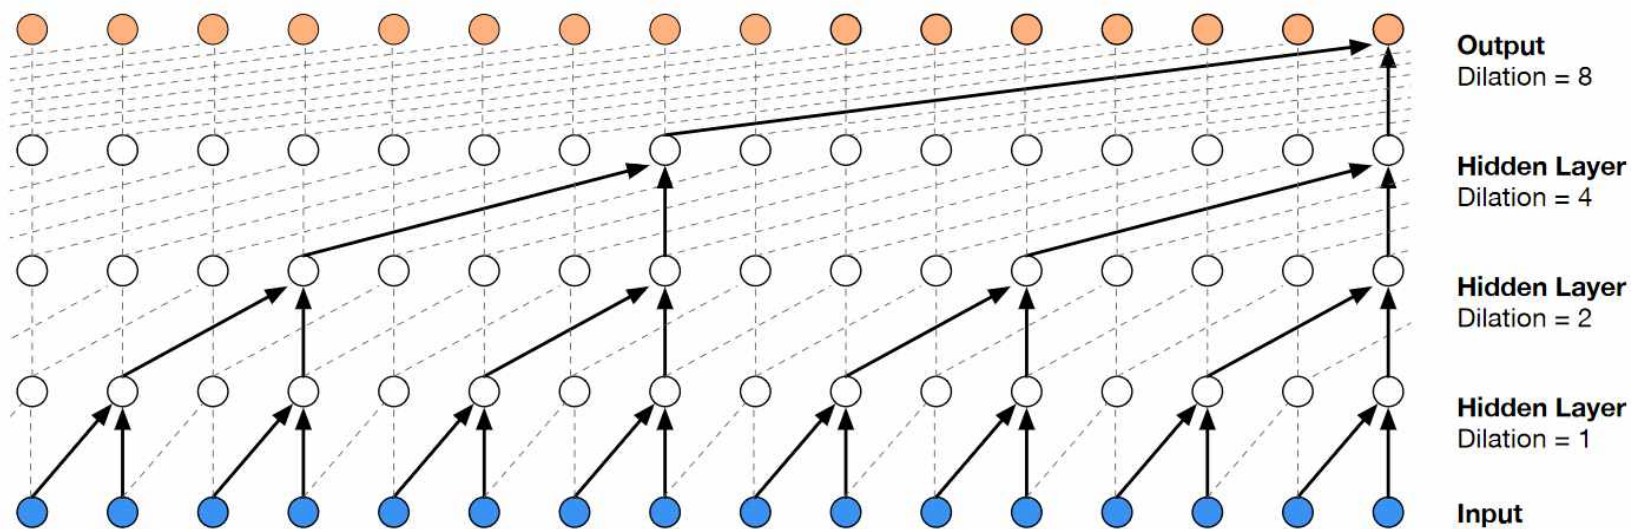 Output
Dilation = 8
Hidden Layer
Dilation = 4
Hidden Layer
Dilation = 2
Hidden Layer
Dilation = 1
Input